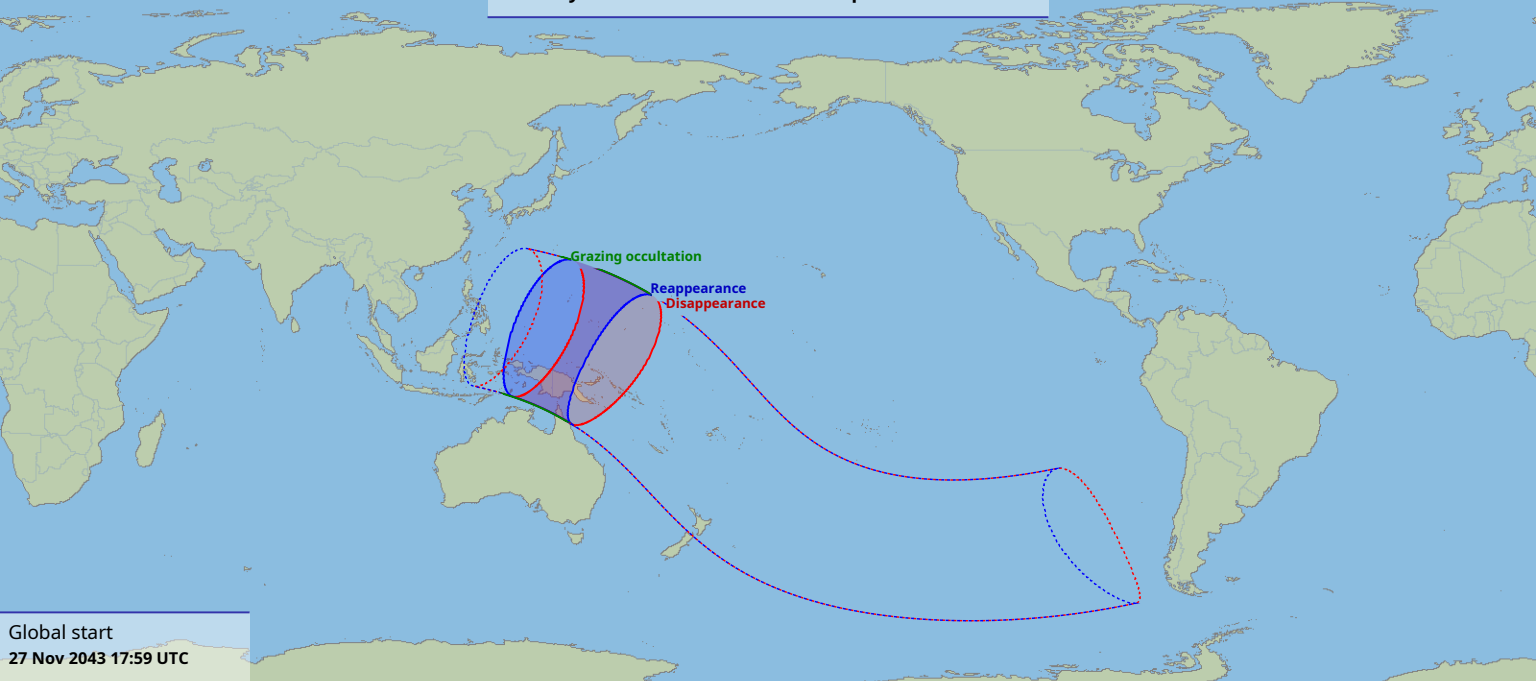 Grazing occultation
Reappearance
Disappearance
Global start
27 Nov 2043 17:59 UTC